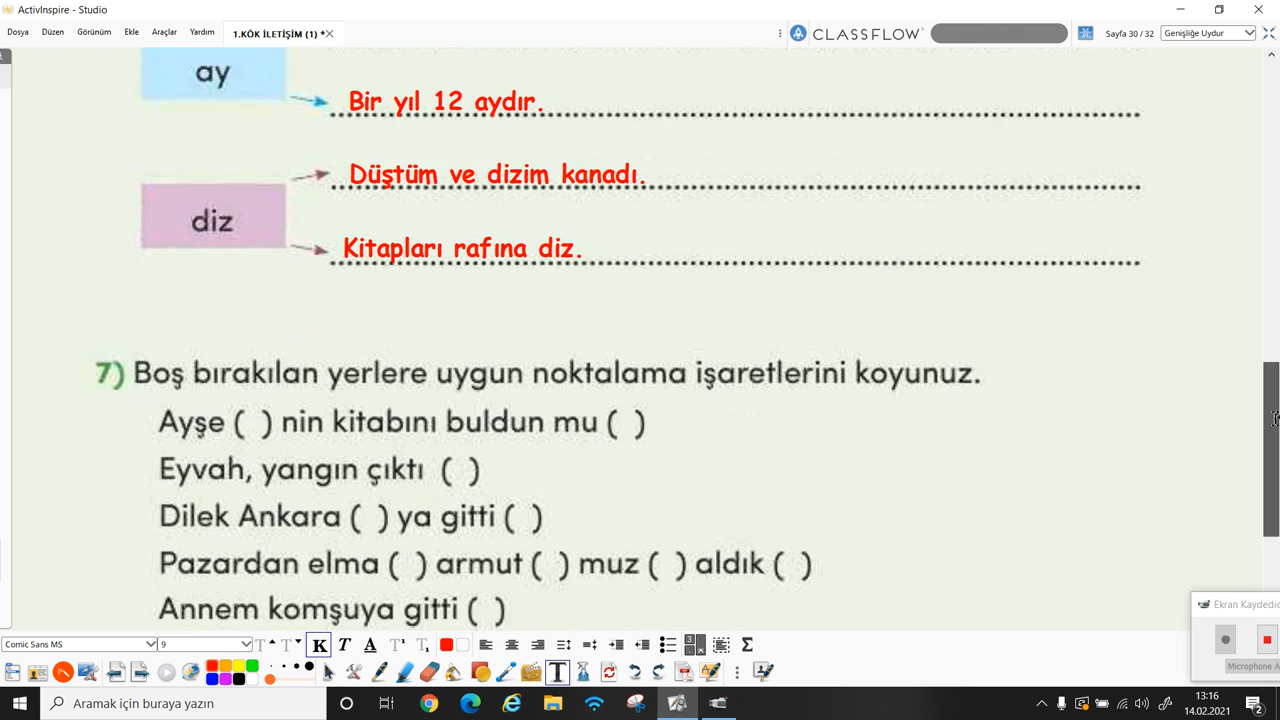 ActivInspire - Studio
Dosya Düzen Görünüm Ekle Araçlar Yardım 1.KÖK İLETİŞİM (1) * CLASSFLOW Sayfa 30 / 32 Genişliğe Uydur
ay
Bir yıl 12 aydır.
Düştüm ve dizim kanadı.
diz
Kitapları rafına diz.
7) Boş bırakılan yerlere uygun noktalama işaretlerini koyunuz.
Ayşe ( ) nin kitabını buldun mu ( )
Eyvah, yangın çıktı ( )
Dilek Ankara ( ) ya gitti ( )
Pazardan elma ( ) armut ( ) muz ( ) aldık ( )
Annem komşuya gitti ( )
Ekran Kaydedic
Microphone A
Comic Sans MS 9
Aramak için buraya yazın
13:16
14.02.2021